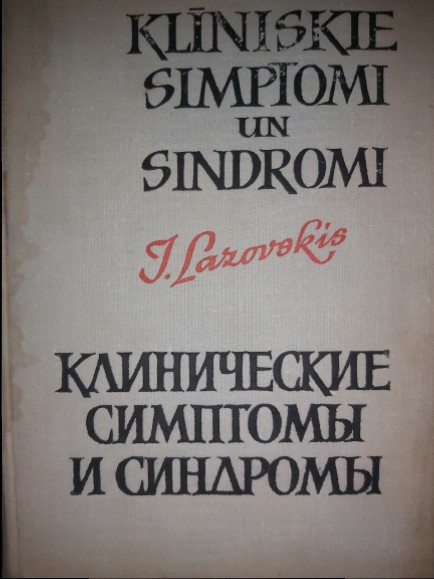 KLĪNISKIE
SIMPTOMI
UN
SINDROMI
I. Lazovskis
КЛИНИЧЕСКИЕ
СИМПТОМЫ
И СИНДРОМЫ